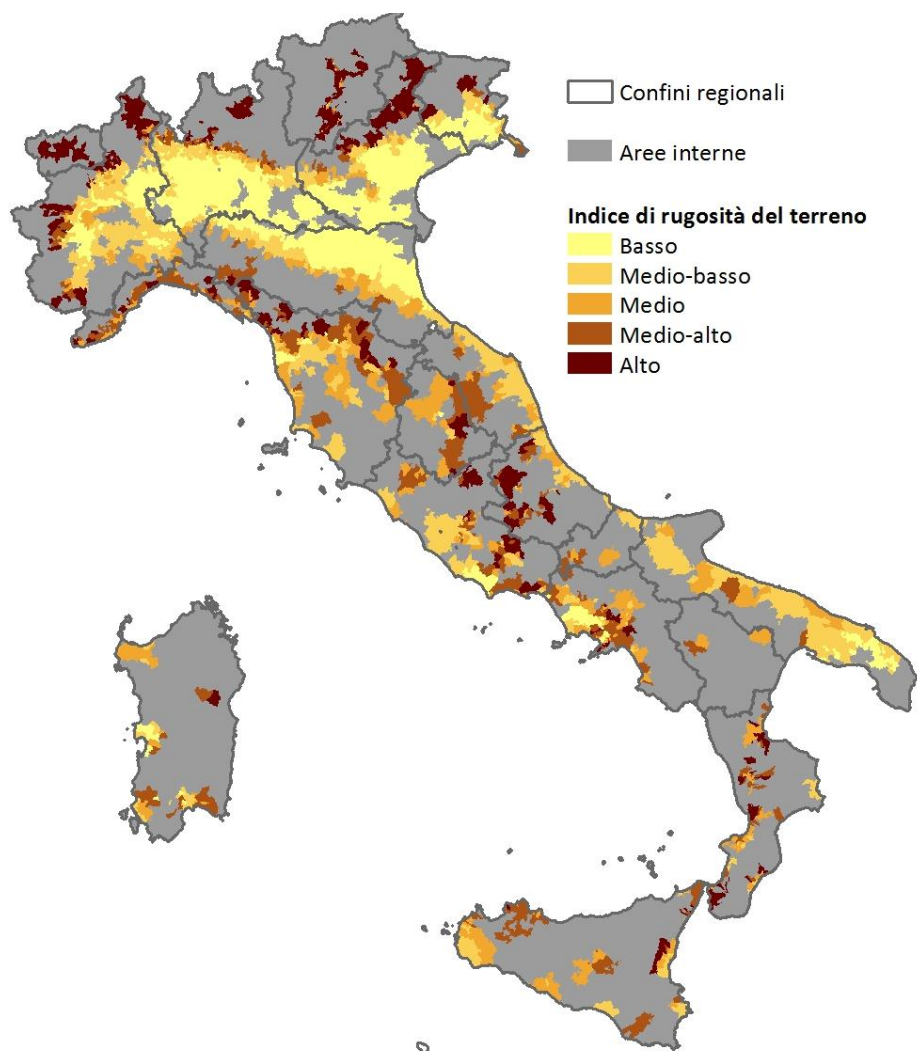 Confini regionali
Aree interne
Indice di rugosità del terreno
Basso
Medio-basso
Medio
Medio-alto
Alto